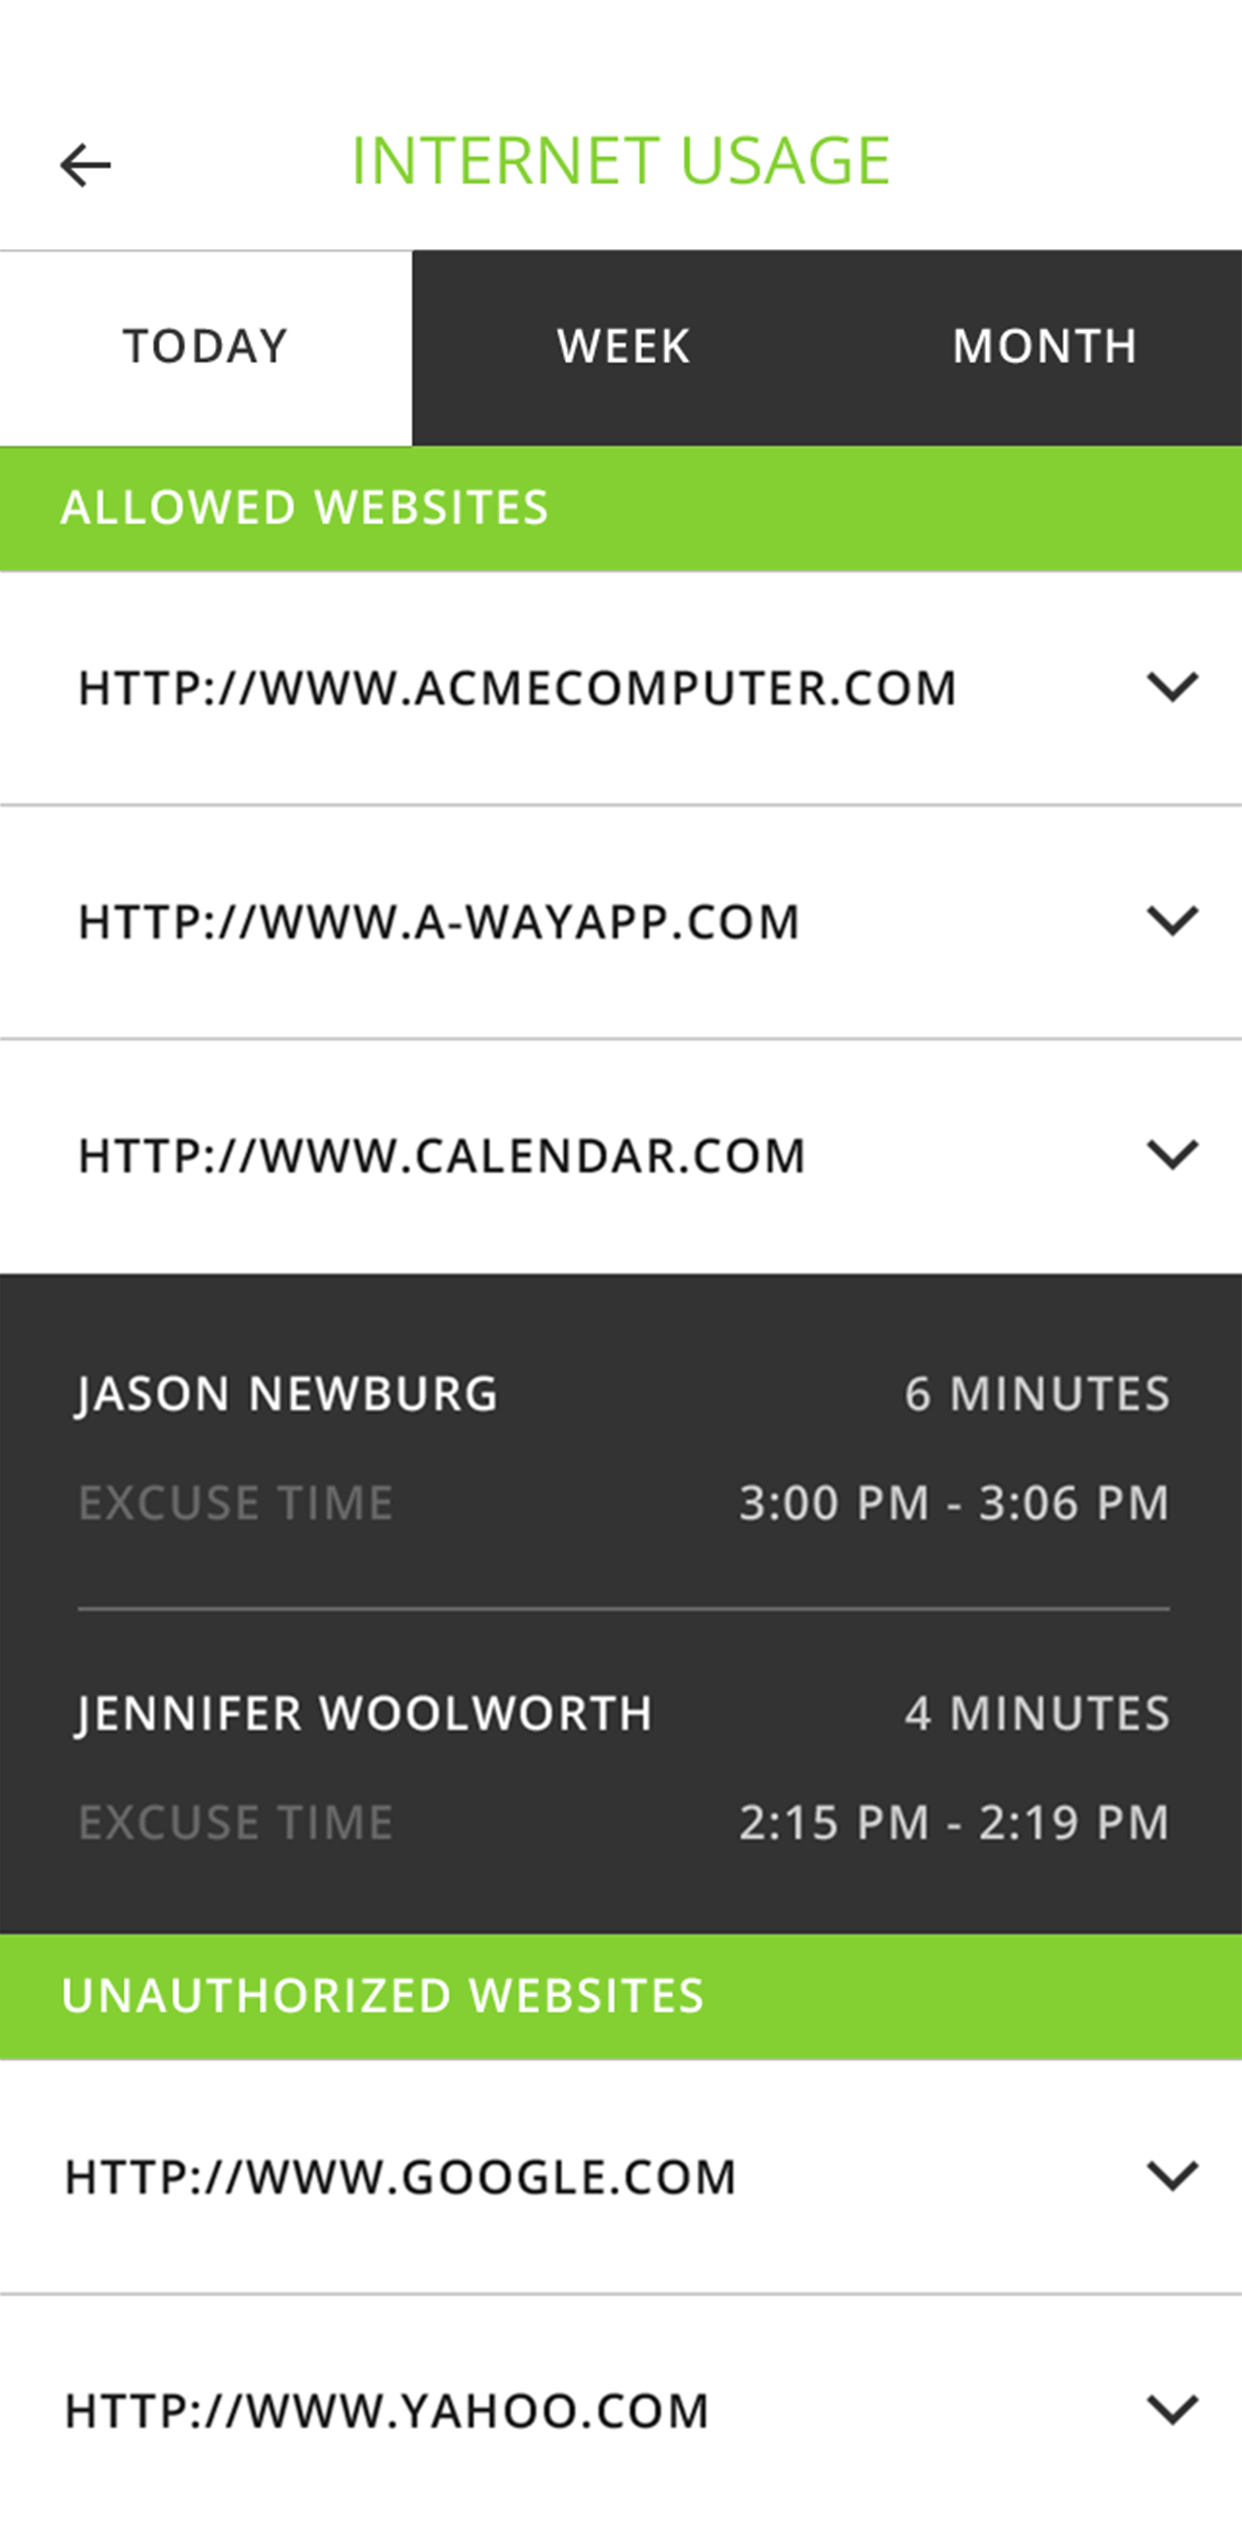 INTERNET USAGE
TODAY WEEK MONTH
ALLOWED WEBSITES
HTTP://WWW.ACMECOMPUTER.COM
HTTP://WWW.A-WAYAPP.COM
HTTP://WWW.CALENDAR.COM
JASON NEWBURG 6 MINUTES
EXCUSE TIME 3:00 PM - 3:06 PM
JENNIFER WOOLWORTH 4 MINUTES
EXCUSE TIME 2:15 PM - 2:19 PM
UNAUTHORIZED WEBSITES
HTTP://WWW.GOOGLE.COM
HTTP://WWW.YAHOO.COM